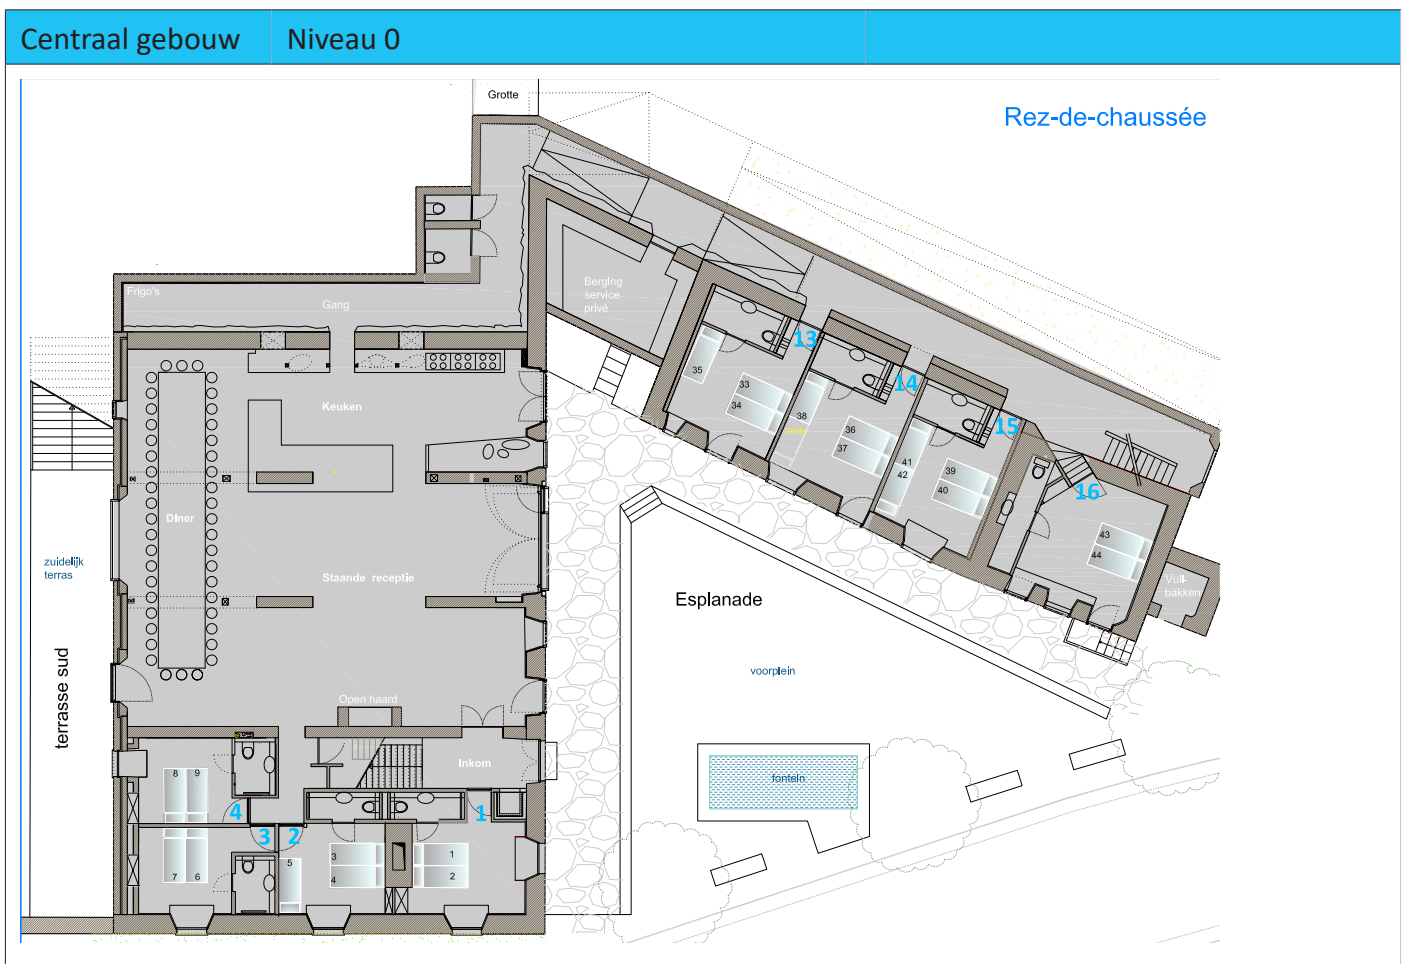 Centraal gebouw Niveau 0
Grotte
Rez-de-chaussée
Frigo's
Gang
Berging
service
privé
13
14
15
16
35
33
34
38
36
37
41
42
39
40
43
44
Keuken
Diner
Staande receptie
zuidelijk
terras
terrasse sud
Esplanade
voorplein
Vuil-
bakken
Open haard
Inkom
fontein
8 9
4
3 2
1
7 6
5
3
4
1
2